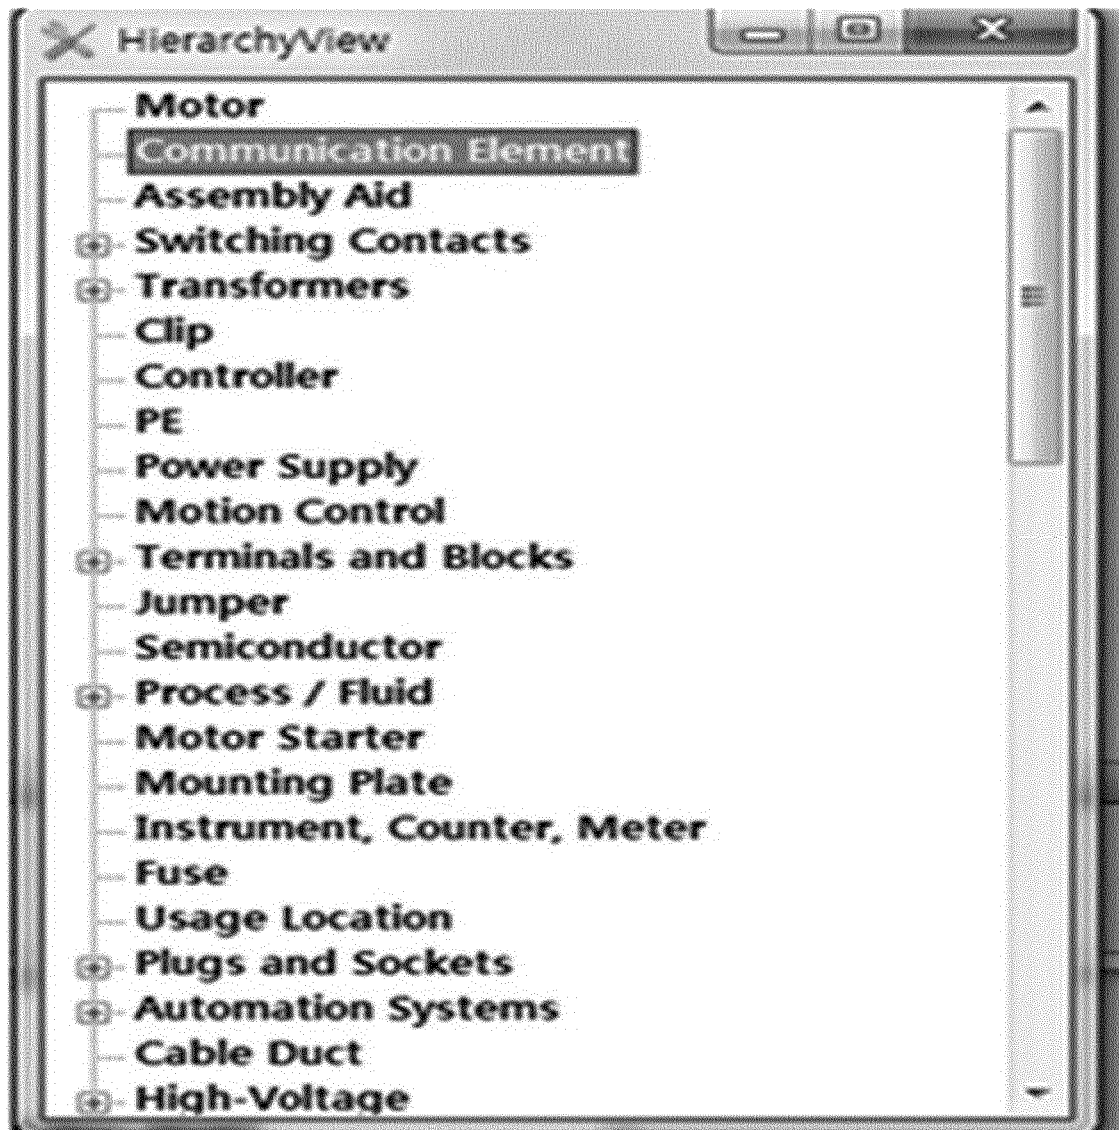 HierarchyView
Motor
Communication Element
Assembly Aid
Switching Contacts
Transformers
Clip
Controller
PE
Power Supply
Motion Control
Terminals and Blocks
Jumper
Semiconductor
Process / Fluid
Motor Starter
Mounting Plate
Instrument, Counter, Meter
Fuse
Usage Location
Plugs and Sockets
Automation Systems
Cable Duct
High-Voltage